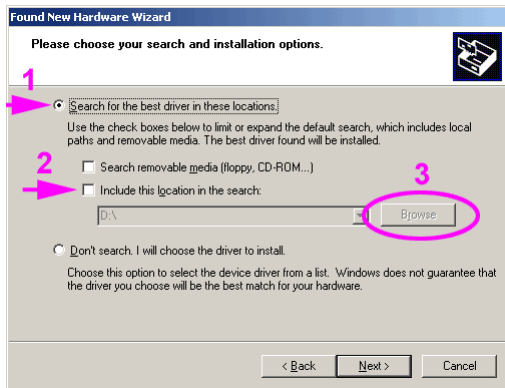 Found New Hardware Wizard
Please choose your search and installation options.
1
Search for the best driver in these locations.
Use the check boxes below to limit or expand the default search, which includes local
paths and removable media. The best driver found will be installed.
2
Search removable media (floppy, CD-ROM...)
3
Include this location in the search:
D:\
Browse
Don't search. I will choose the driver to install.
Choose this option to select the device driver from a list. Windows does not guarantee that
the driver you choose will be the best match for your hardware.
< Back
Next >
Cancel